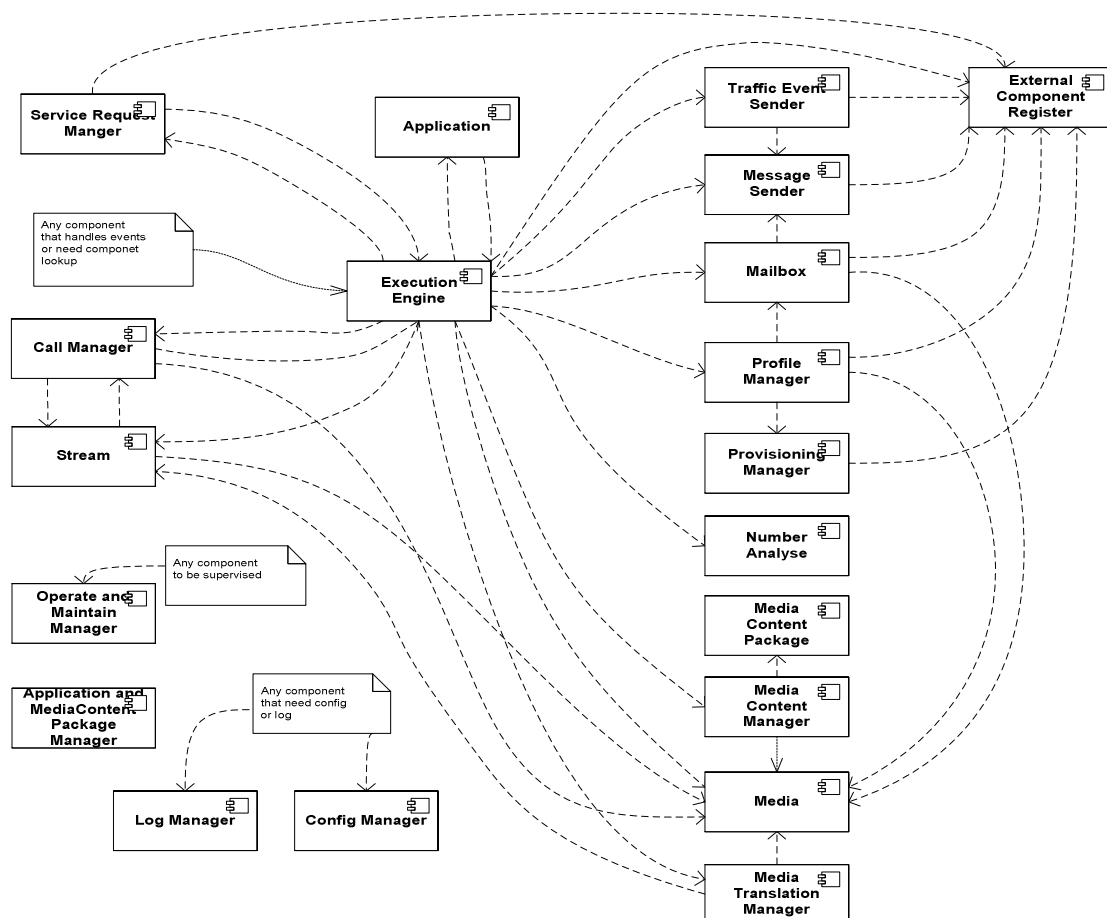 Service Request
Manger
Application
Traffic Event
Sender
External
Component
Register
Message
Sender
Any component
that handles events
or need componet
lookup
Execution
Engine
Mailbox
Call Manager
Profile
Manager
Stream
Provisioning
Manager
Number
Analyse
Any component
to be supervised
Operate and
Maintain
Manager
Media
Content
Package
Application and
MediaContent
Package
Manager
Any component
that need config
or log
Media
Content
Manager
Log Manager
Config Manager
Media
Media
Translation
Manager